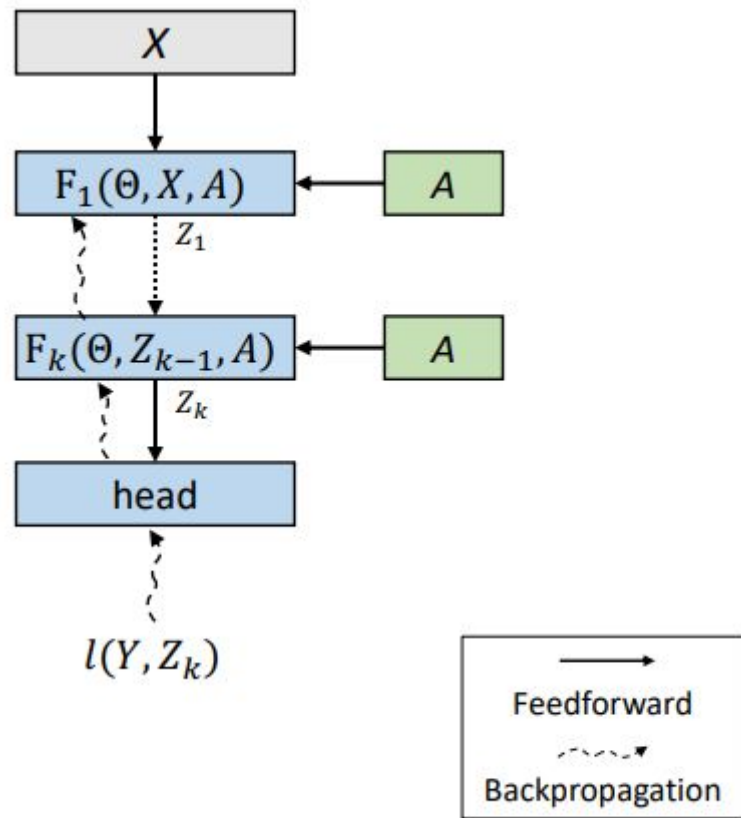 X
F₁(Θ, X, A)
A
Z₁
Fₖ(Θ, Zₖ₋₁, A)
A
Zₖ
head
l(Y, Zₖ)
Feedforward
Backpropagation